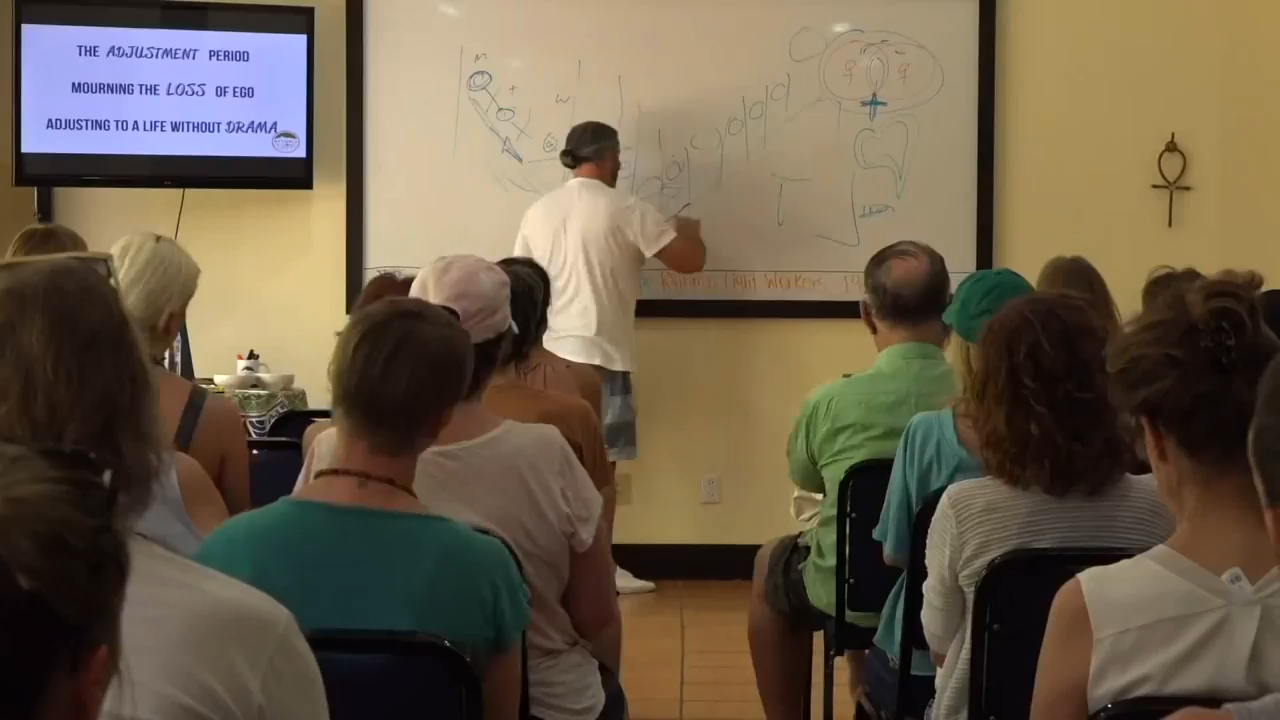 THE ADJUSTMENT PERIOD
MOURNING THE LOSS OF EGO
ADJUSTING TO A LIFE WITHOUT DRAMA
M
+
W
Light Workers